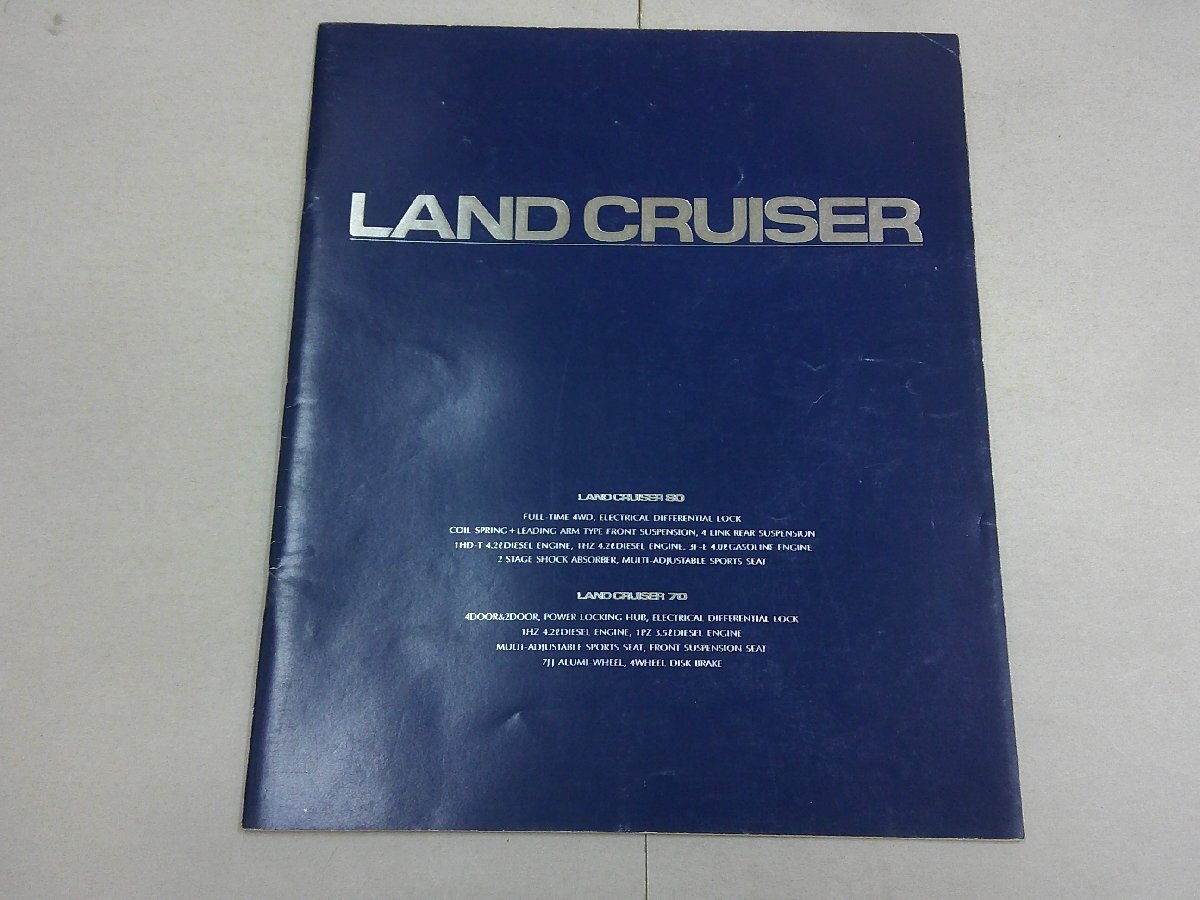 LAND CRUISER
LAND CRUISER 80
FULL-TIME 4WD, ELECTRICAL DIFFERENTIAL LOCK
COIL SPRING+LEADING ARM TYPE FRONT SUSPENSION, 4 LINK REAR SUSPENSION
1HD-T 4.2ℓDIESEL ENGINE, 1HZ 4.2ℓDIESEL ENGINE, 3F-E 4.0ℓGASOLINE ENGINE
2 STAGE SHOCK ABSORBER, MULTI-ADJUSTABLE SPORTS SEAT
LAND CRUISER 70
4DOOR&2DOOR, POWER LOCKING HUB, ELECTRICAL DIFFERENTIAL LOCK
1HZ 4.2ℓDIESEL ENGINE, 1PZ 3.5ℓDIESEL ENGINE
MULTI-ADJUSTABLE SPORTS SEAT, FRONT SUSPENSION SEAT
7JJ ALUMI-WHEEL, 4WHEEL DISK BRAKE